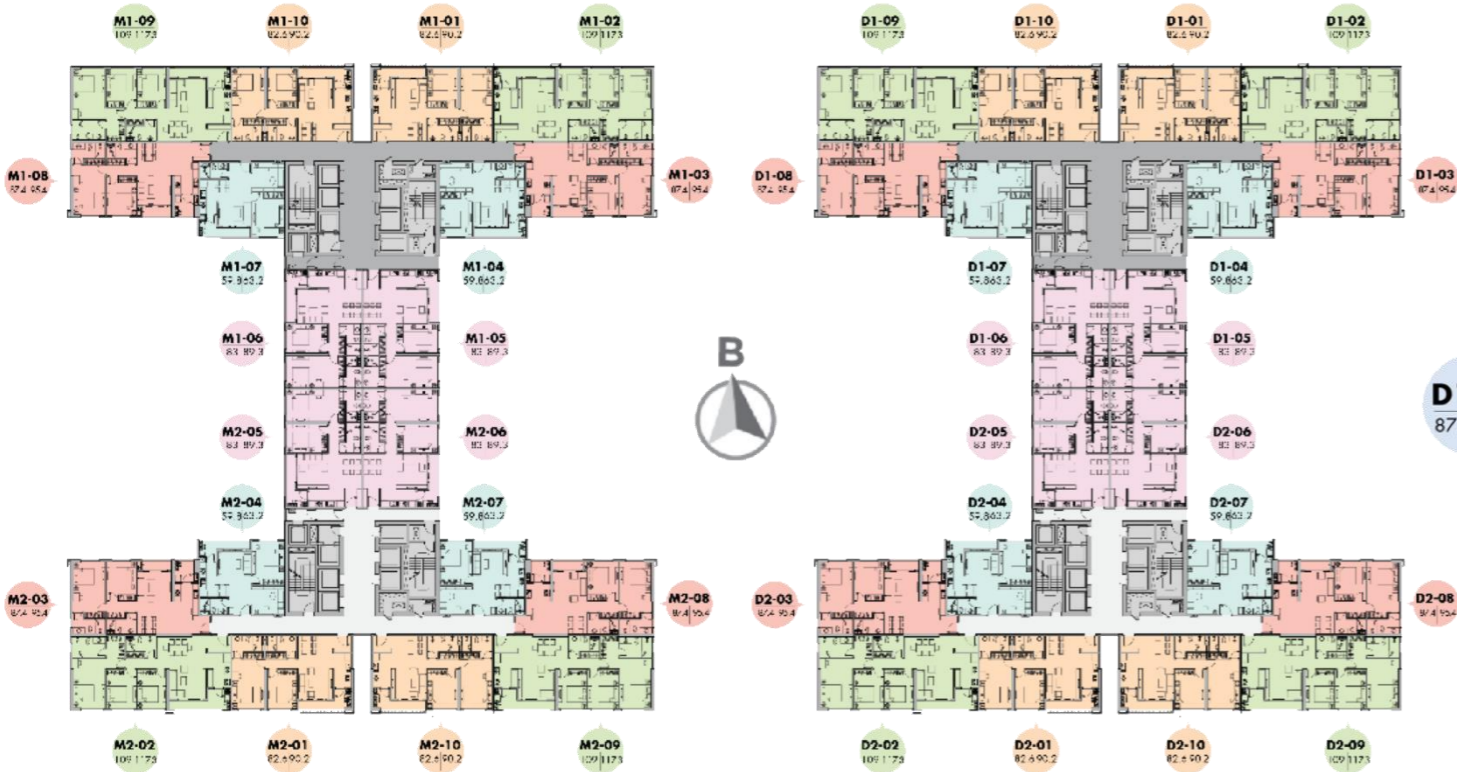 M1-09
109 117.3
M1-10
82.6 90.2
M1-01
82.6 90.2
M1-02
109 117.3
D1-09
109 117.3
D1-10
82.6 90.2
D1-01
82.6 90.2
D1-02
109 117.3
M1-08
87.4 95.4
M1-03
87.4 95.4
D1-08
87.4 95.4
D1-03
87.4 95.4
M1-07
59.8 63.2
M1-04
59.8 63.2
D1-07
59.8 63.2
D1-04
59.8 63.2
M1-06
83 89.3
M1-05
83 89.3
D1-06
83 89.3
D1-05
83 89.3
B
M2-05
83 89.3
M2-06
83 89.3
D2-05
83 89.3
D2-06
83 89.3
M2-04
59.8 63.2
M2-07
59.8 63.2
D2-04
59.8 63.2
D2-07
59.8 63.2
M2-03
87.4 95.4
M2-08
87.4 95.4
D2-03
87.4 95.4
D2-08
87.4 95.4
M2-02
109 117.3
M2-01
82.6 90.2
M2-10
82.6 90.2
M2-09
109 117.3
D2-02
109 117.3
D2-01
82.6 90.2
D2-10
82.6 90.2
D2-09
109 117.3